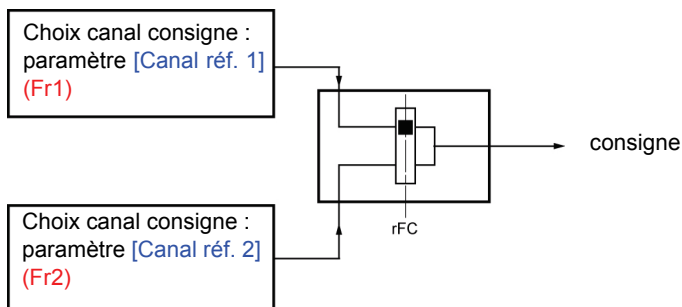 Choix canal consigne :
paramètre [Canal réf. 1]
(Fr1)
consigne
rFC
Choix canal consigne :
paramètre [Canal réf. 2]
(Fr2)